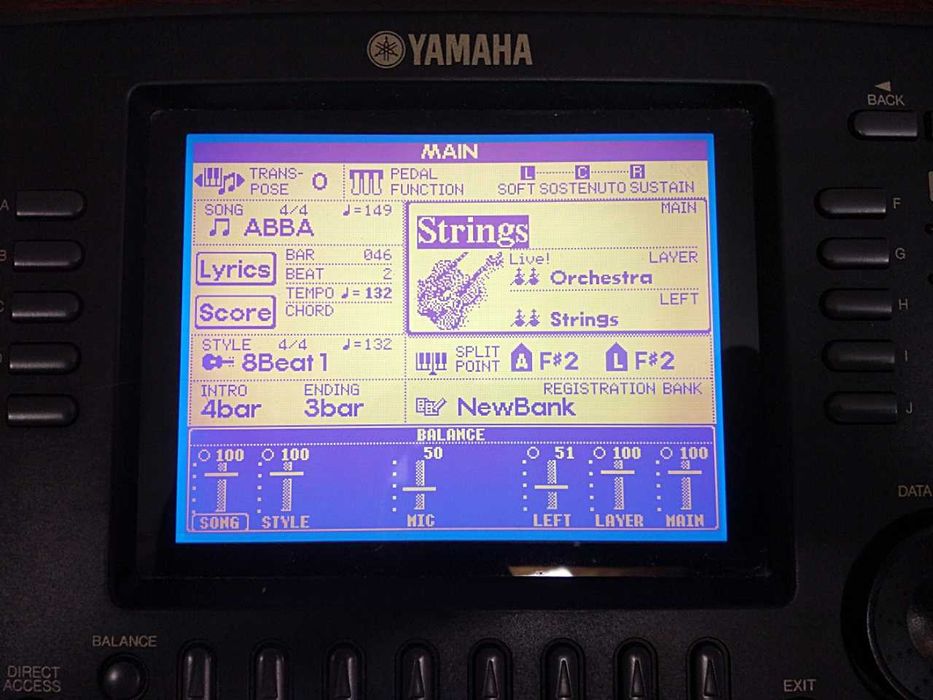 YAMAHA
BACK
MAIN
TRANS-
POSE 0
PEDAL
FUNCTION
L C R
SOFT SOSTENUTO SUSTAIN
SONG 4/4 ♩=149
ABBA
Lyrics
BAR 046
BEAT 2
TEMPO ♩= 132
CHORD
Score
MAIN
Strings
Live! LAYER
Orchestra
LEFT
Strings
STYLE 4/4 ♩=132
8Beat 1
SPLIT
POINT
A F♯2 L F♯2
INTRO ENDING
4bar 3bar
REGISTRATION BANK
NewBank
BALANCE
100 100 50 51 100 100
SONG STYLE MIC LEFT LAYER MAIN
A
B
C
D
F
G
H
I
J
DATA
BALANCE
DIRECT
ACCESS
EXIT